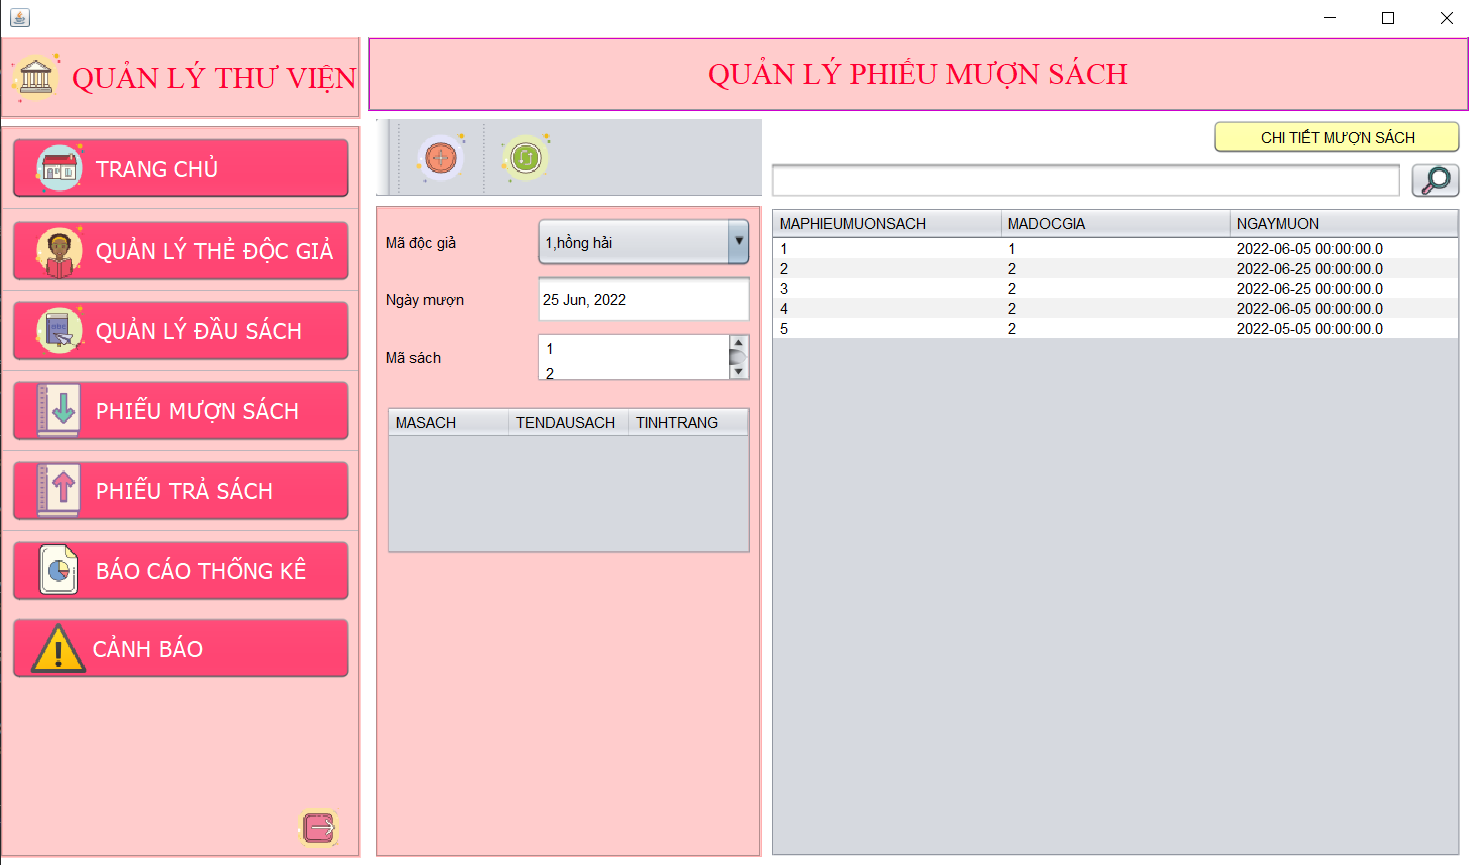 QUẢN LÝ THƯ VIỆN
QUẢN LÝ PHIẾU MƯỢN SÁCH
TRANG CHỦ
QUẢN LÝ THẺ ĐỘC GIẢ
QUẢN LÝ ĐẦU SÁCH
PHIẾU MƯỢN SÁCH
PHIẾU TRẢ SÁCH
BÁO CÁO THỐNG KÊ
CẢNH BÁO
Mã độc giả 1,hồng hải
Ngày mượn 25 Jun, 2022
Mã sách 1
2
MASACH TENDAUSACH TINHTRANG
CHI TIẾT MƯỢN SÁCH
MAPHIEUMUONSACH MADOCGIA NGAYMUON
1 1 2022-06-05 00:00:00.0
2 2 2022-06-25 00:00:00.0
3 2 2022-06-05 00:00:00.0
4 2 2022-06-05 00:00:00.0
5 2 2022-05-05 00:00:00.0